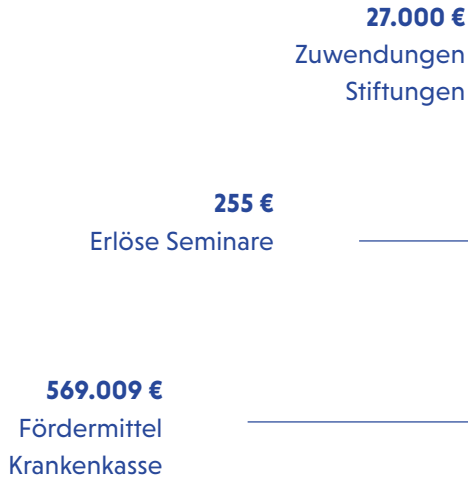 27.000 €
Zuwendungen
Stiftungen
255 €
Erlöse Seminare
569.009 €
Fördermittel
Krankenkasse